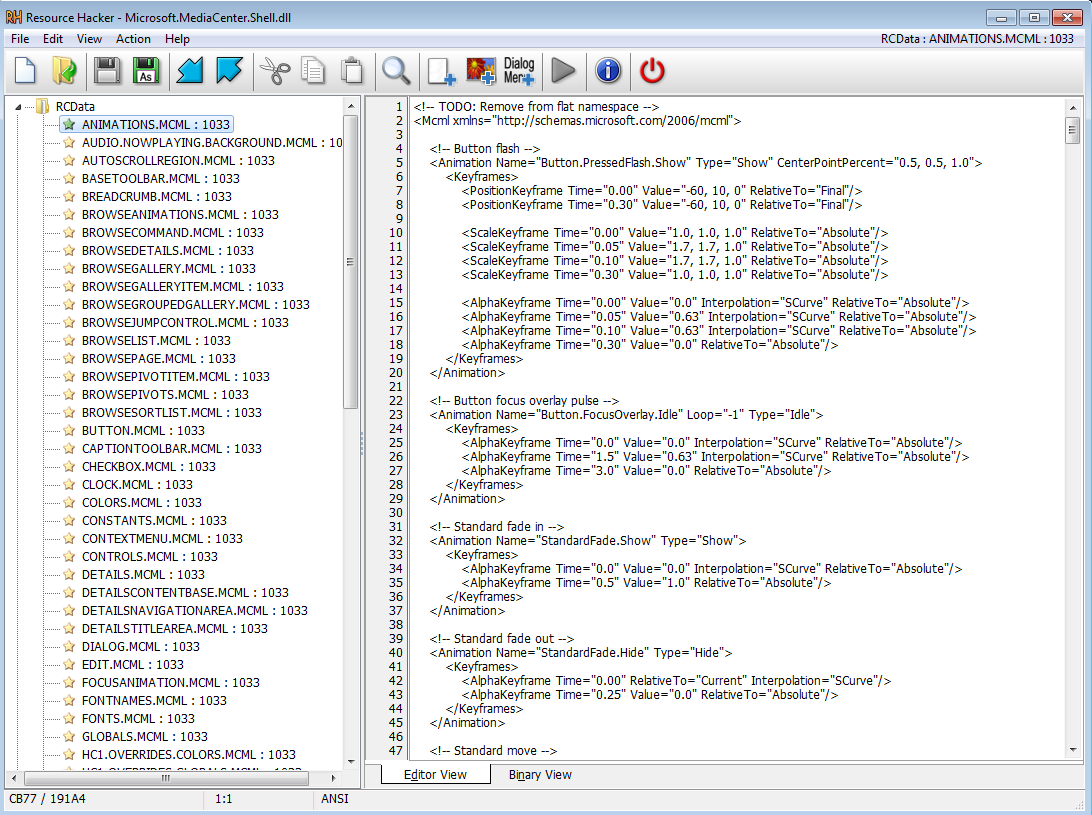 Resource Hacker - Microsoft.MediaCenter.Shell.dll
File Edit View Action Help
RCData : ANIMATIONS.MCML : 1033
As
Dialog
Mer+
RCData
ANIMATIONS.MCML : 1033
AUDIO.NOWPLAYING.BACKGROUND.MCML : 10
AUTOSCROLLREGION.MCML : 1033
BASETOOLBAR.MCML : 1033
BREADCRUMB.MCML : 1033
BROWSEANIMATIONS.MCML : 1033
BROWSECOMMAND.MCML : 1033
BROWSEDETAILS.MCML : 1033
BROWSEGALLERY.MCML : 1033
BROWSEGALLERYITEM.MCML : 1033
BROWSEGROUPEDGALLERY.MCML : 1033
BROWSEJUMPCONTROL.MCML : 1033
BROWSELIST.MCML : 1033
BROWSEPAGE.MCML : 1033
BROWSEPIVOTITEM.MCML : 1033
BROWSEPIVOTS.MCML : 1033
BROWSESORTLIST.MCML : 1033
BUTTON.MCML : 1033
CAPTIONTOOLBAR.MCML : 1033
CHECKBOX.MCML : 1033
CLOCK.MCML : 1033
COLORS.MCML : 1033
CONSTANTS.MCML : 1033
CONTEXTMENU.MCML : 1033
CONTROLS.MCML : 1033
DETAILS.MCML : 1033
DETAILSCONTENTBASE.MCML : 1033
DETAILSNAVIGATIONAREA.MCML : 1033
DETAILSTITLEAREA.MCML : 1033
DIALOG.MCML : 1033
EDIT.MCML : 1033
FOCUSANIMATION.MCML : 1033
FONTNAMES.MCML : 1033
FONTS.MCML : 1033
GLOBALS.MCML : 1033
HC1.OVERRIDES.COLORS.MCML : 1033
HC1.OVERRIDES.GLOBALS.MCML : 1033
1 <!-- TODO: Remove from flat namespace -->
2 <Mcml xmlns="http://schemas.microsoft.com/2006/mcml">
3
4 <!-- Button flash -->
5 <Animation Name="Button.PressedFlash.Show" Type="Show" CenterPointPercent="0.5, 0.5, 1.0">
6 <Keyframes>
7 <PositionKeyframe Time="0.00" Value="-60, 10, 0" RelativeTo="Final"/>
8 <PositionKeyframe Time="0.30" Value="-60, 10, 0" RelativeTo="Final"/>
9
10 <ScaleKeyframe Time="0.00" Value="1.0, 1.0, 1.0" RelativeTo="Absolute"/>
11 <ScaleKeyframe Time="0.05" Value="1.7, 1.7, 1.0" RelativeTo="Absolute"/>
12 <ScaleKeyframe Time="0.10" Value="1.7, 1.7, 1.0" RelativeTo="Absolute"/>
13 <ScaleKeyframe Time="0.30" Value="1.0, 1.0, 1.0" RelativeTo="Absolute"/>
14
15 <AlphaKeyframe Time="0.00" Value="0.0" Interpolation="SCurve" RelativeTo="Absolute"/>
16 <AlphaKeyframe Time="0.05" Value="0.63" Interpolation="SCurve" RelativeTo="Absolute"/>
17 <AlphaKeyframe Time="0.10" Value="0.63" Interpolation="SCurve" RelativeTo="Absolute"/>
18 <AlphaKeyframe Time="0.30" Value="0.0" RelativeTo="Absolute"/>
19 </Keyframes>
20 </Animation>
21
22 <!-- Button focus overlay pulse -->
23 <Animation Name="Button.FocusOverlay.Idle" Loop="-1" Type="Idle">
24 <Keyframes>
25 <AlphaKeyframe Time="0.0" Value="0.0" Interpolation="SCurve" RelativeTo="Absolute"/>
26 <AlphaKeyframe Time="1.5" Value="0.63" Interpolation="SCurve" RelativeTo="Absolute"/>
27 <AlphaKeyframe Time="3.0" Value="0.0" RelativeTo="Absolute"/>
28 </Keyframes>
29 </Animation>
30
31 <!-- Standard fade in -->
32 <Animation Name="StandardFade.Show" Type="Show">
33 <Keyframes>
34 <AlphaKeyframe Time="0.0" Value="0.0" Interpolation="SCurve" RelativeTo="Absolute"/>
35 <AlphaKeyframe Time="0.5" Value="1.0" RelativeTo="Absolute"/>
36 </Keyframes>
37 </Animation>
38
39 <!-- Standard fade out -->
40 <Animation Name="StandardFade.Hide" Type="Hide">
41 <Keyframes>
42 <AlphaKeyframe Time="0.00" RelativeTo="Current" Interpolation="SCurve"/>
43 <AlphaKeyframe Time="0.25" Value="0.0" RelativeTo="Absolute"/>
44 </Keyframes>
45 </Animation>
46
47 <!-- Standard move -->
Editor View Binary View
CB77 / 191A4 1:1 ANSI